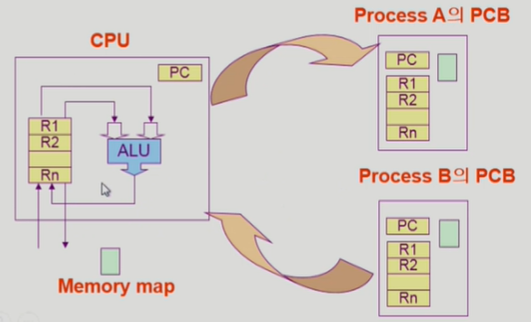 CPU
PC
R1
R2
Rn
ALU
Memory map
Process A의 PCB
PC
R1
R2
Rn
Process B의 PCB
PC
R1
R2
Rn